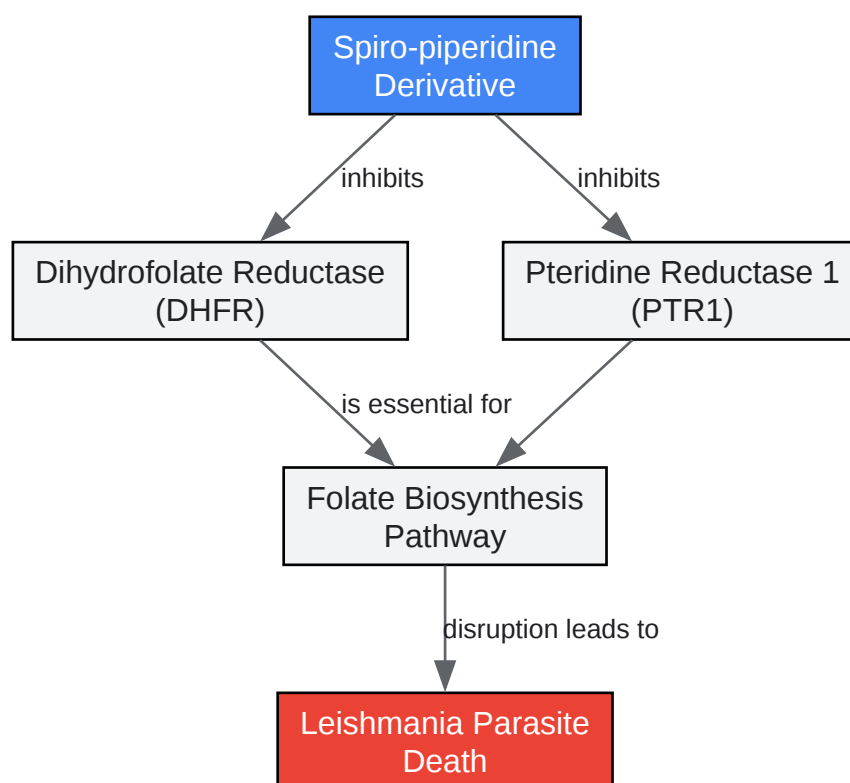 Spiro-piperidine
Derivative
inhibits
inhibits
Dihydrofolate Reductase
(DHFR)
Pteridine Reductase 1
(PTR1)
is essential for
Folate Biosynthesis
Pathway
disruption leads to
Leishmania Parasite
Death